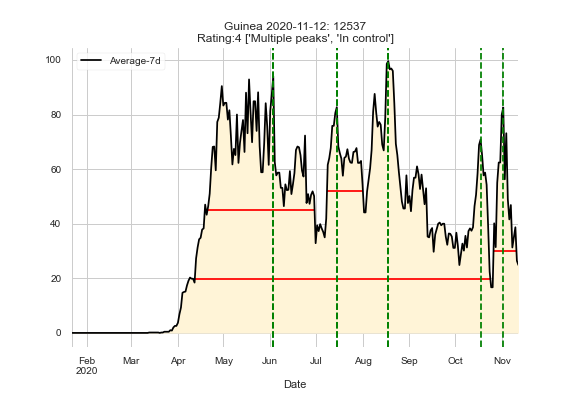 Guinea 2020-11-12: 12537
Rating:4 ['Multiple peaks', 'In control']
Average-7d
100
80
60
40
20
0
Feb Mar Apr May Jun Jul Aug Sep Oct Nov
2020
Date